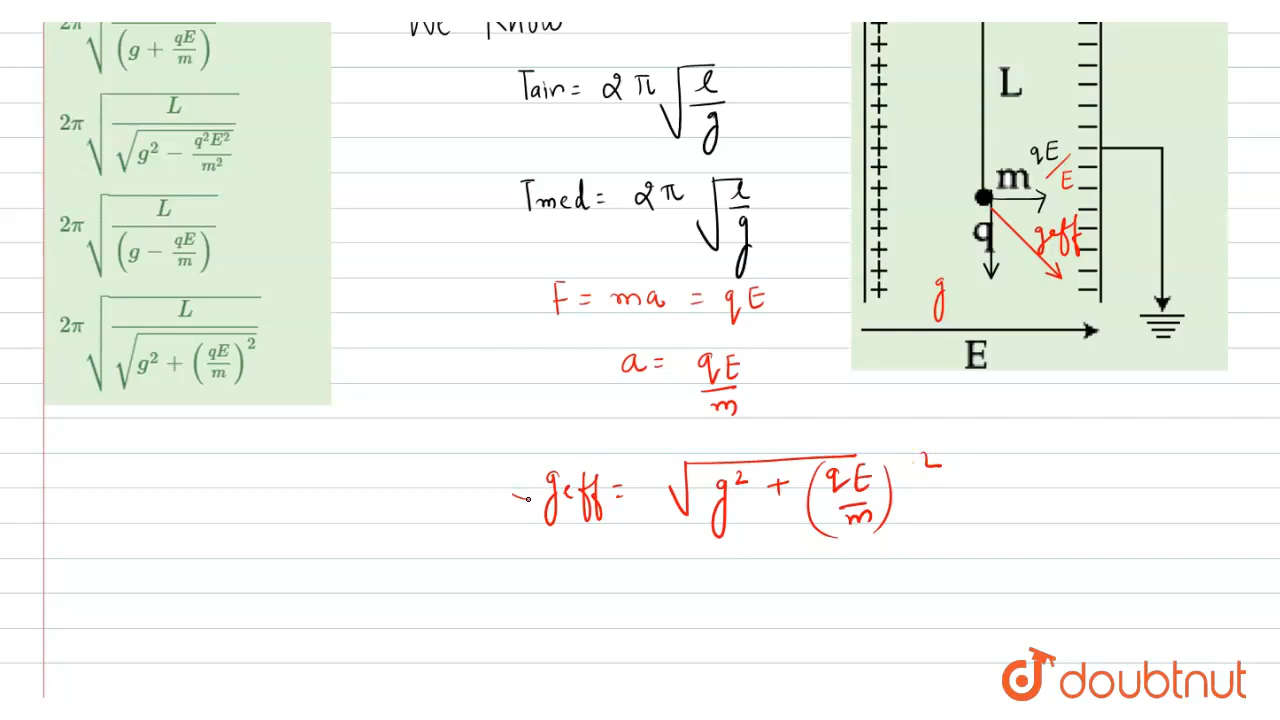 2π√(L/(g + qE/m))
We Know
2π√(L/√(g² − q²E²/m²))
2π√(L/(g − qE/m))
2π√(L/√(g² + (qE/m)²))
Tair = 2π√(l/g)
Tmed = 2π√(l/g)
F = ma = qE
a = qE/m
geff = √(g² + (qE/m)²)
L
qE/E
m
q
geff
g
E
doubtnut